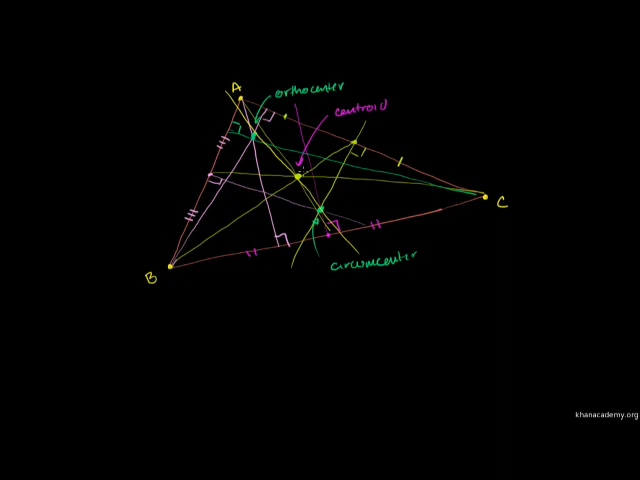 A
orthocenter
centroid
C
circumcenter
B
khanacademy.org